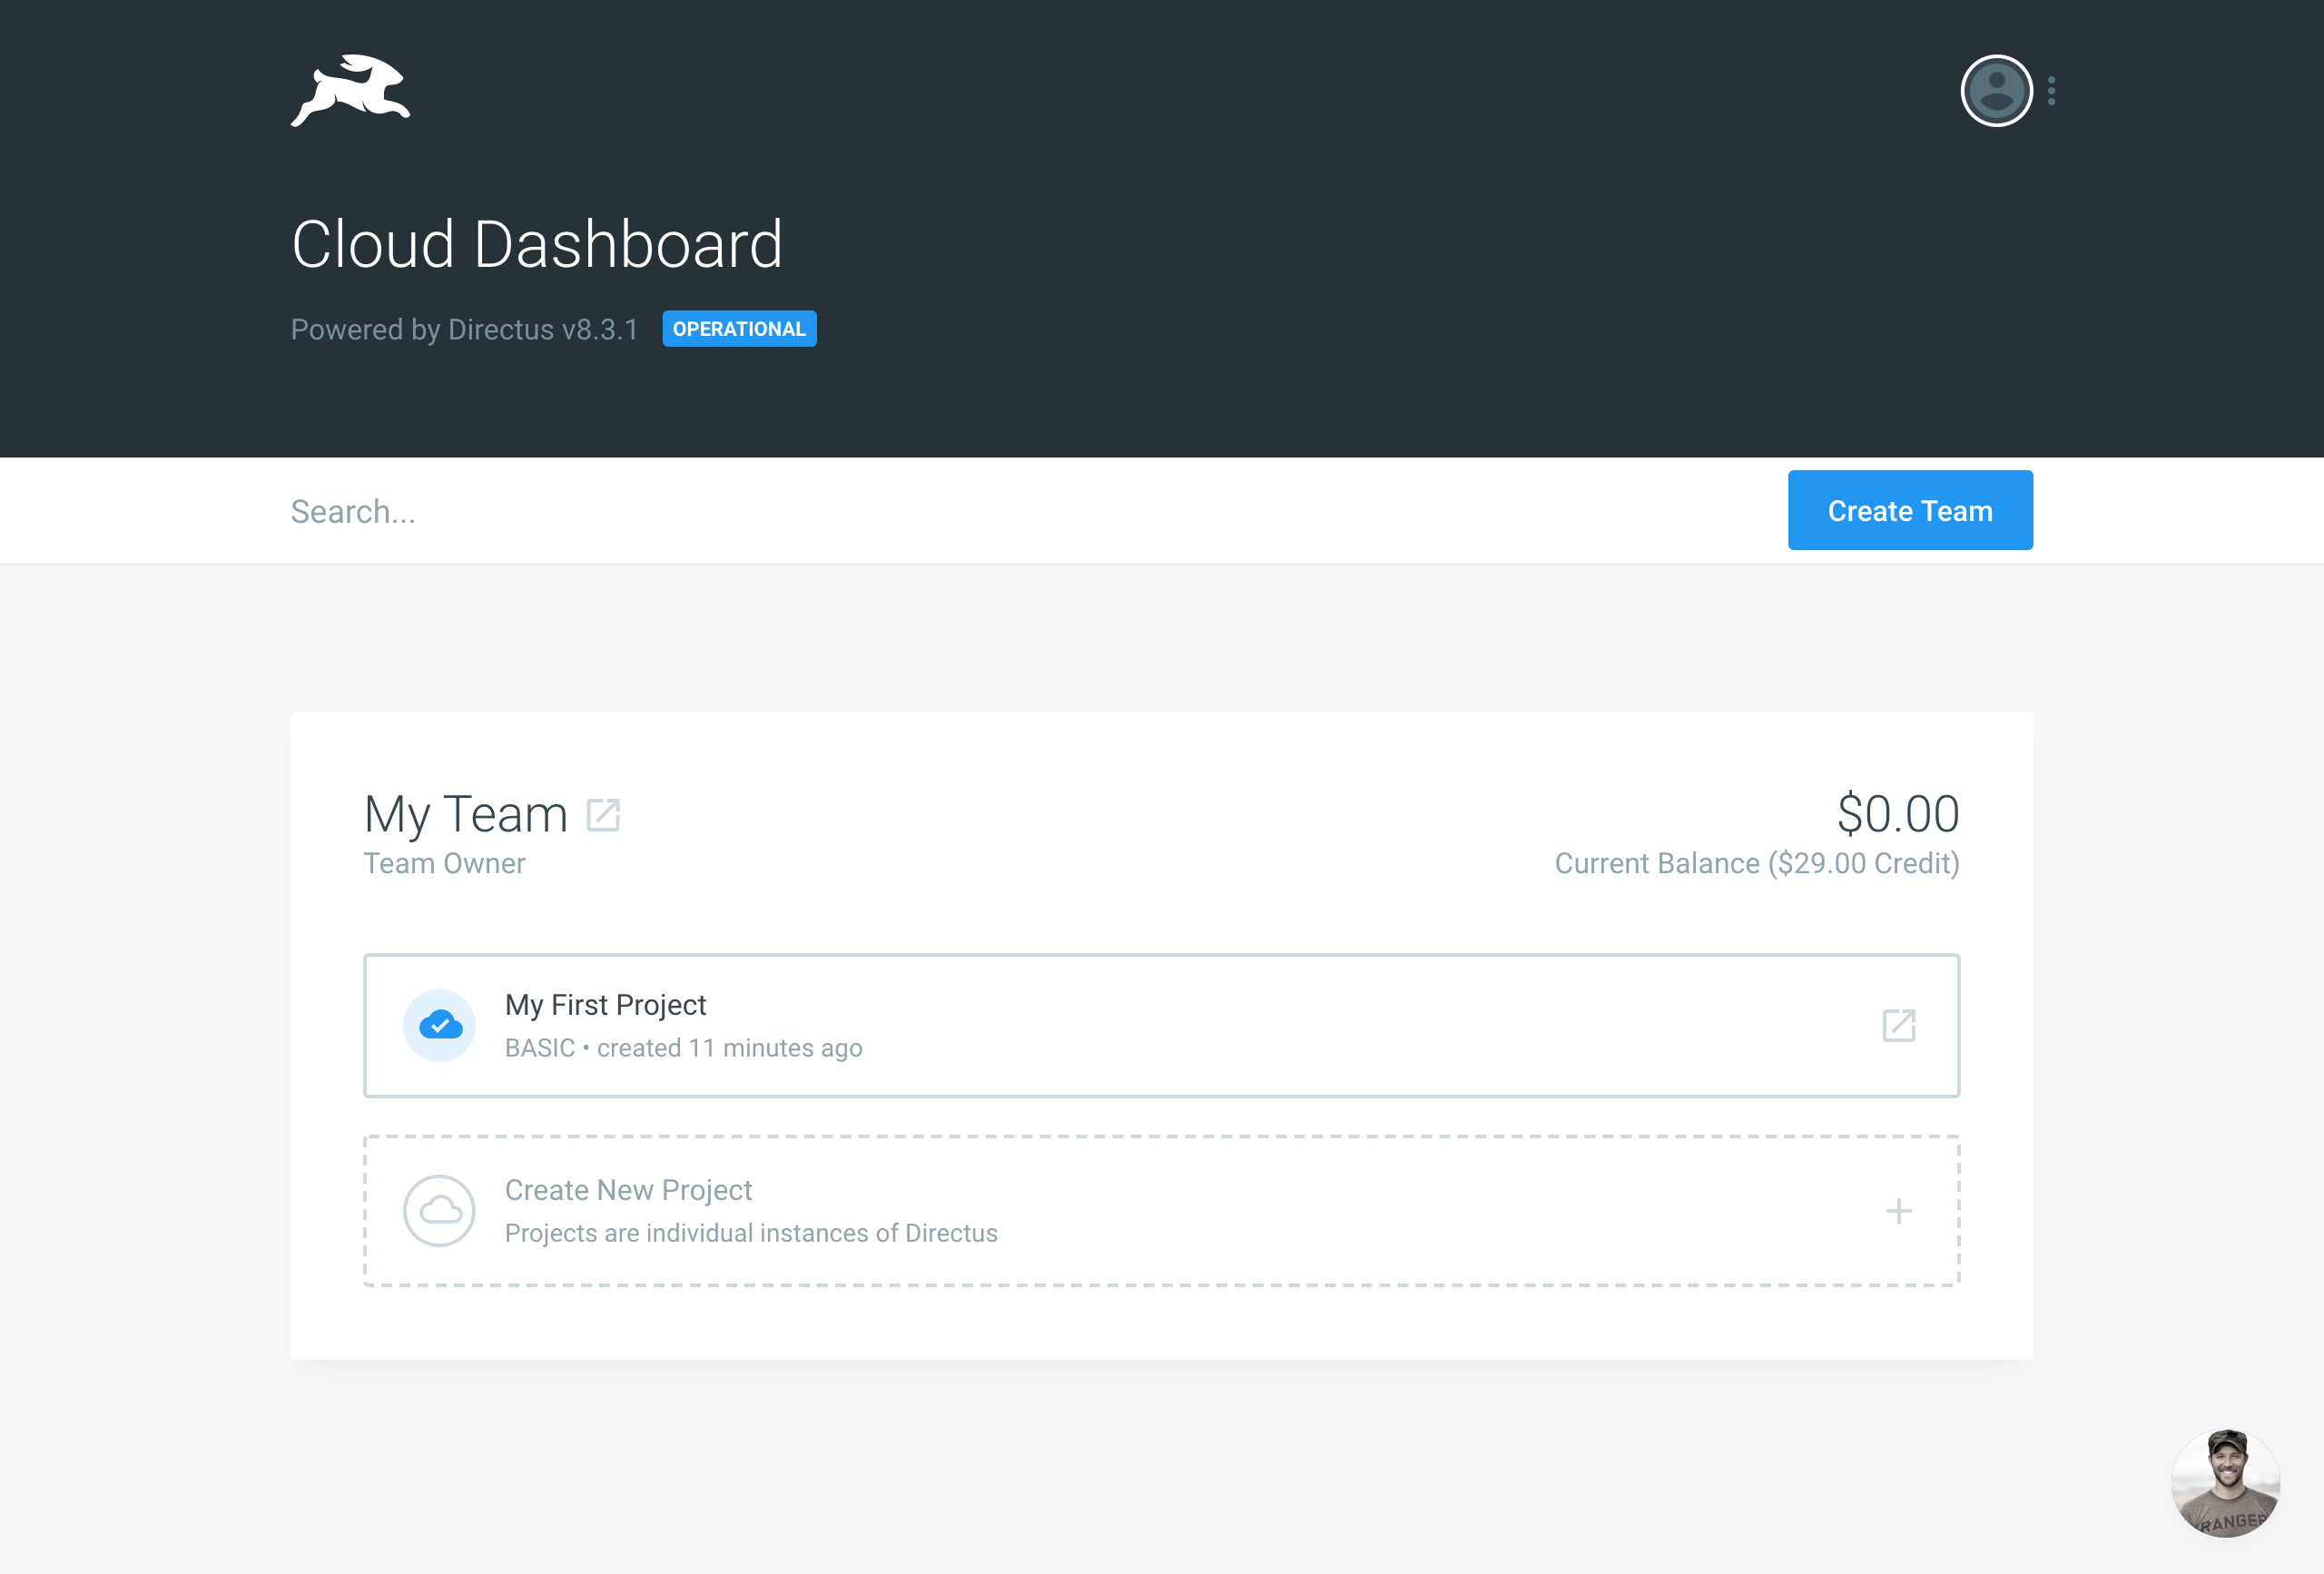 Cloud Dashboard
Powered by Directus v8.3.1 OPERATIONAL
Search...
Create Team
My Team
$0.00
Team Owner
Current Balance ($29.00 Credit)
My First Project
BASIC • created 11 minutes ago
Create New Project
Projects are individual instances of Directus
RANGER